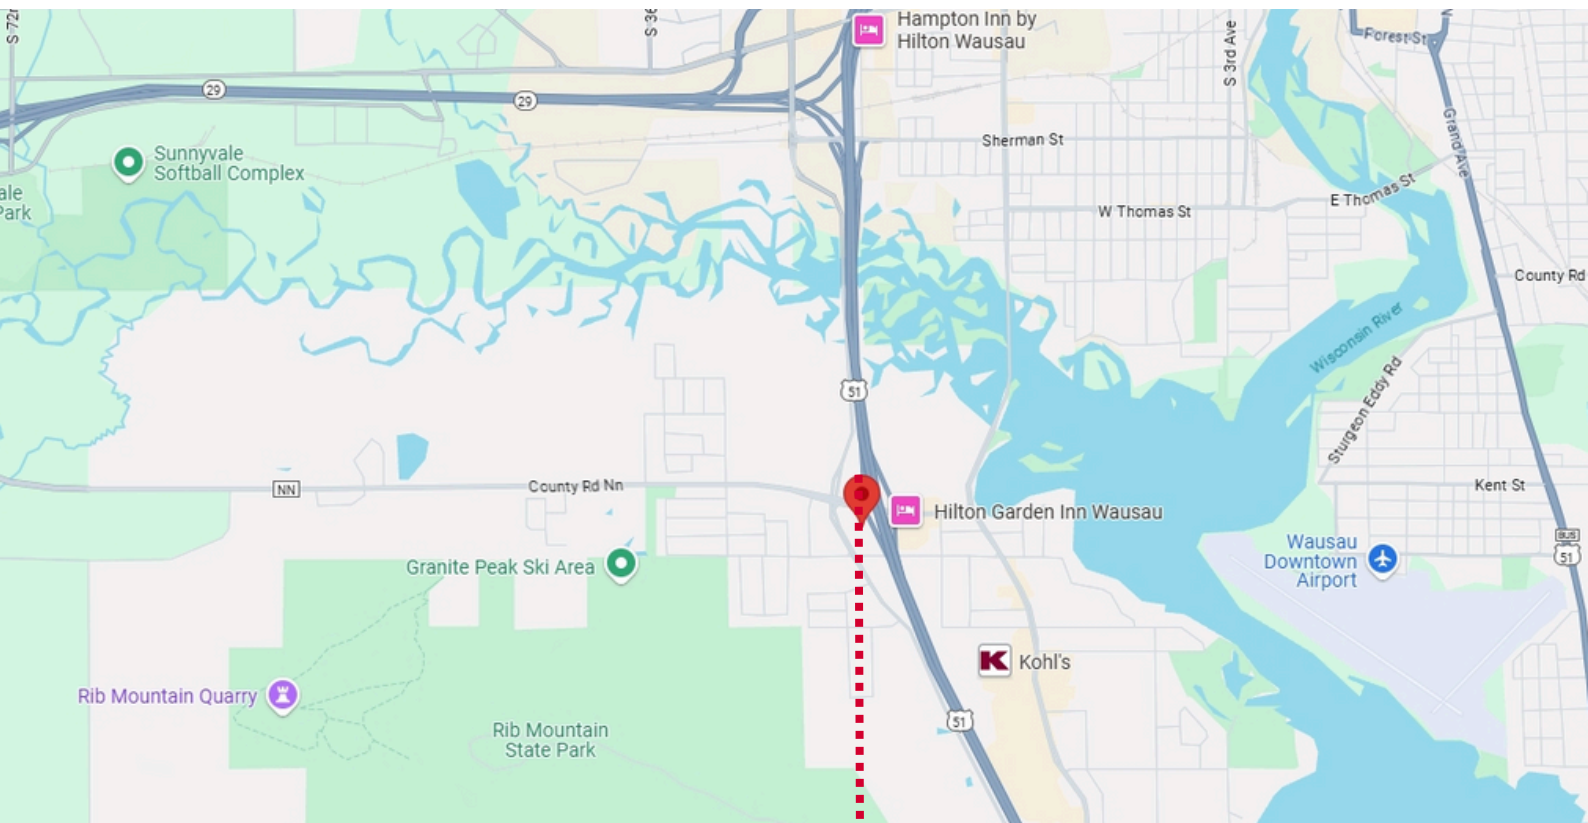 S 36
Hampton Inn by
Hilton Wausau
S 3rd Ave
Forest St
29
29
Grand Ave
Sherman St
Sunnyvale
Softball Complex
ale
Park
E Thomas St
W Thomas St
County Rd
Wisconsin River
Sturgeon Eddy Rd
51
NN
County Rd Nn
Kent St
Hilton Garden Inn Wausau
BUS
51
Wausau
Downtown
Airport
Granite Peak Ski Area
K
Kohl's
Rib Mountain Quarry
51
Rib Mountain
State Park